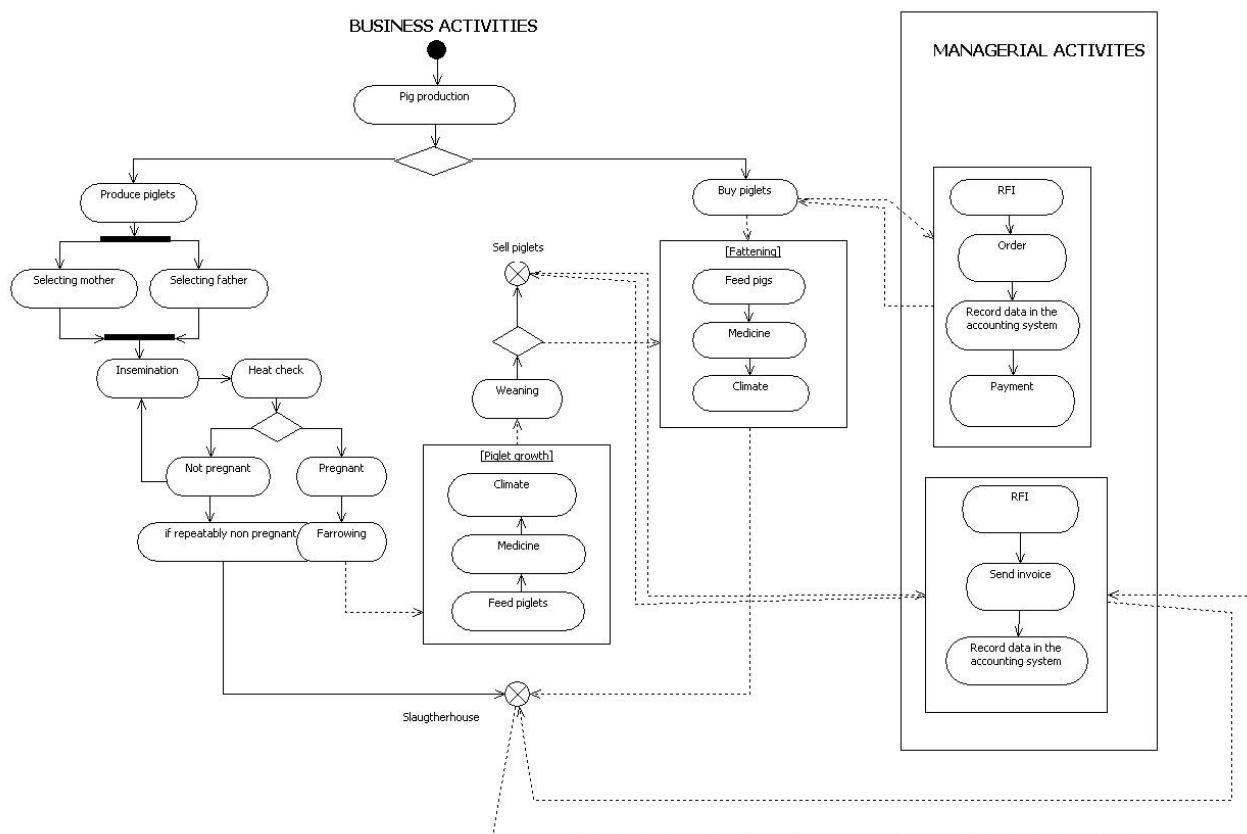 BUSINESS ACTIVITIES
MANAGERIAL ACTIVITES
Pig production
Produce piglets
Buy piglets
RFI
Order
Record data in the
accounting system
Payment
Sell piglets
[Fattening]
Feed pigs
Medicine
Climate
Selecting mother
Selecting father
Insemination
Heat check
Weaning
Not pregnant
Pregnant
[Piglet growth]
Climate
Medicine
Feed piglets
if repeatably non pregnant
Farrowing
RFI
Send invoice
Record data in the
accounting system
Slaugtherhouse